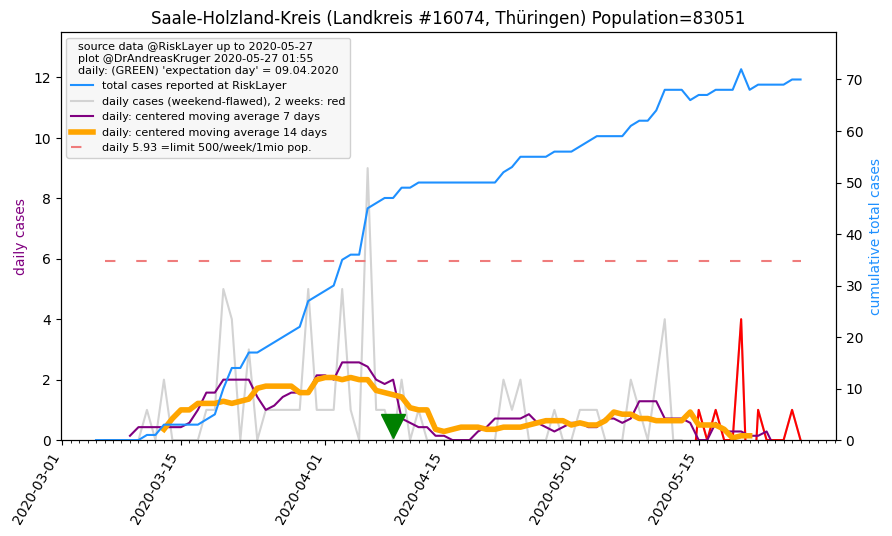 Saale-Holzland-Kreis (Landkreis #16074, Thüringen) Population=83051
source data @RiskLayer up to 2020-05-27
plot @DrAndreasKruger 2020-05-27 01:55
daily: (GREEN) 'expectation day' = 09.04.2020
total cases reported at RiskLayer
daily cases (weekend-flawed), 2 weeks: red
daily: centered moving average 7 days
daily: centered moving average 14 days
daily 5.93 =limit 500/week/1mio pop.
daily cases
12
10
8
6
4
2
0
cumulative total cases
70
60
50
40
30
20
10
0
2020-03-01
2020-03-15
2020-04-01
2020-04-15
2020-05-01
2020-05-15